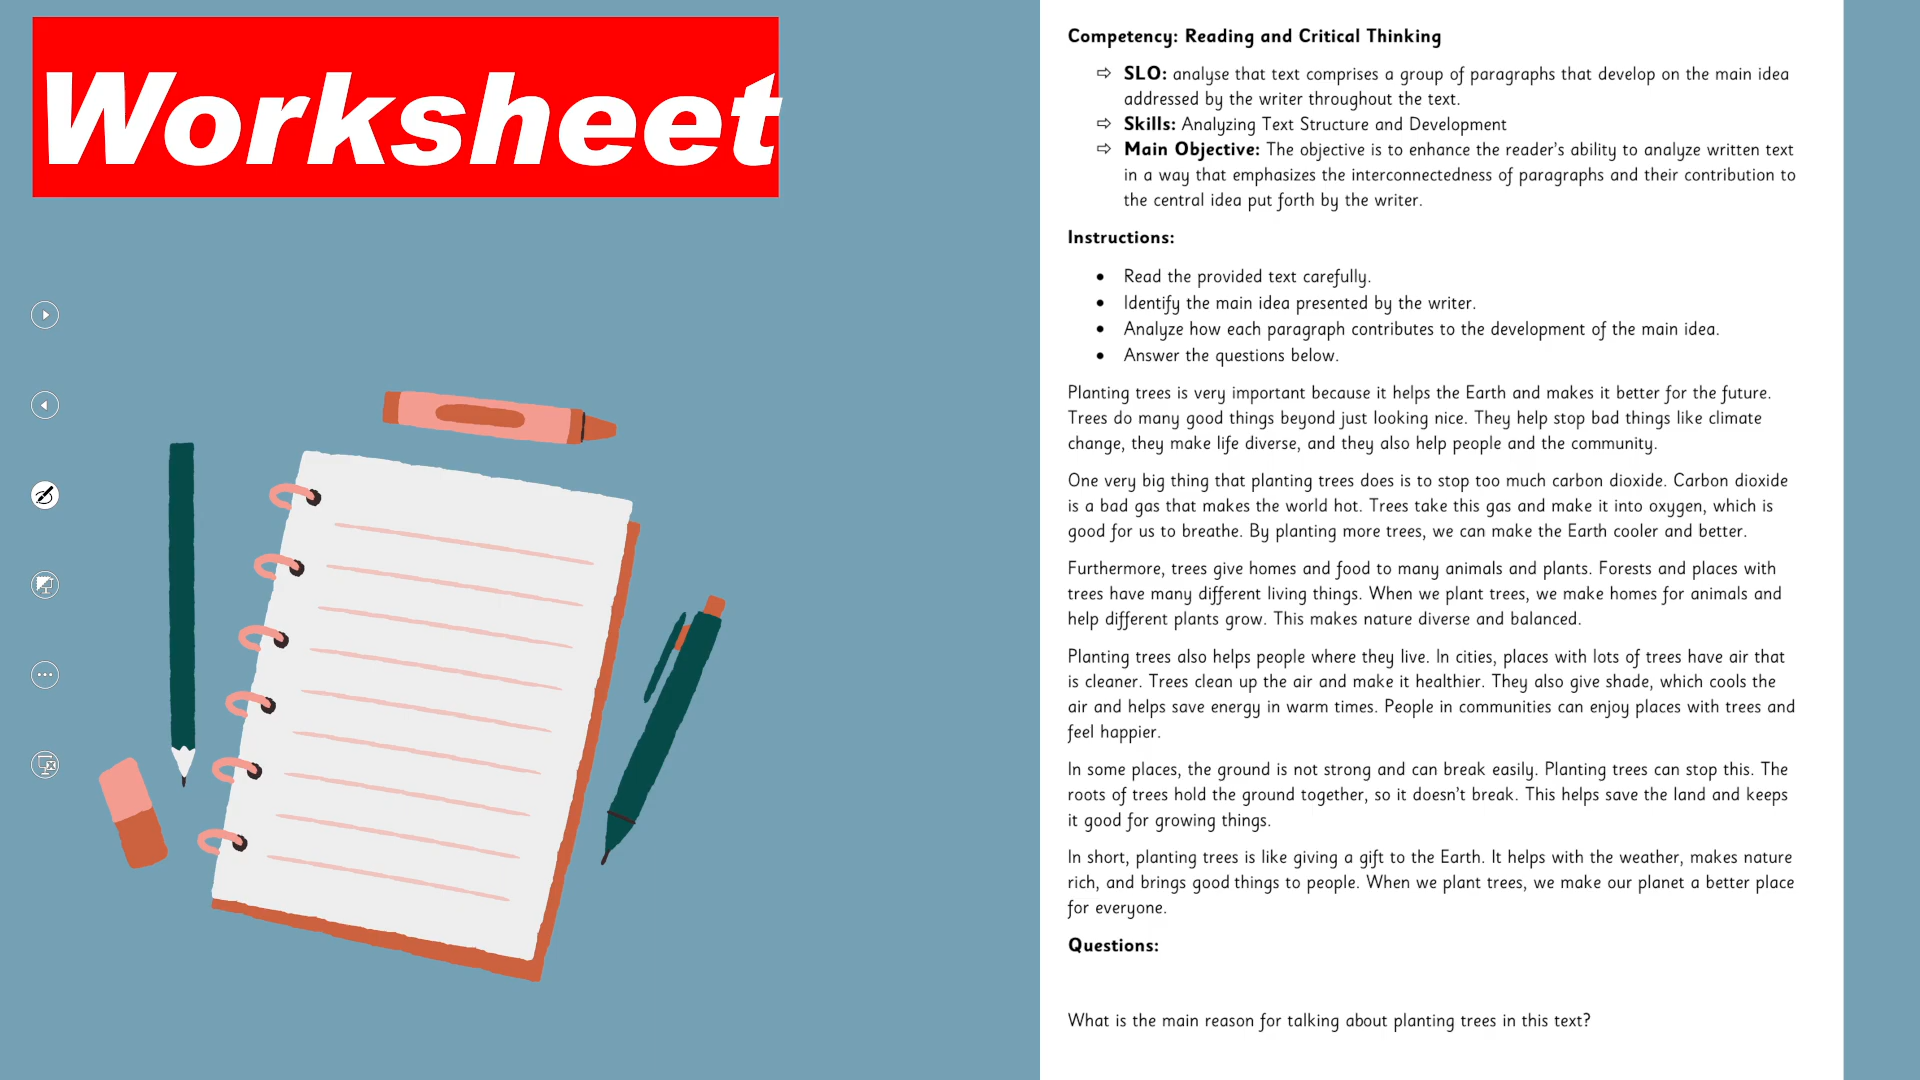 Worksheet
Competency: Reading and Critical Thinking
⇨ SLO: analyse that text comprises a group of paragraphs that develop on the main idea
addressed by the writer throughout the text.
⇨ Skills: Analyzing Text Structure and Development
⇨ Main Objective: The objective is to enhance the reader's ability to analyze written text
in a way that emphasizes the interconnectedness of paragraphs and their contribution to
the central idea put forth by the writer.
Instructions:
• Read the provided text carefully.
• Identify the main idea presented by the writer.
• Analyze how each paragraph contributes to the development of the main idea.
• Answer the questions below.
Planting trees is very important because it helps the Earth and makes it better for the future.
Trees do many good things beyond just looking nice. They help stop bad things like climate
change, they make life diverse, and they also help people and the community.
One very big thing that planting trees does is to stop too much carbon dioxide. Carbon dioxide
is a bad gas that makes the world hot. Trees take this gas and make it into oxygen, which is
good for us to breathe. By planting more trees, we can make the Earth cooler and better.
Furthermore, trees give homes and food to many animals and plants. Forests and places with
trees have many different living things. When we plant trees, we make homes for animals and
help different plants grow. This makes nature diverse and balanced.
Planting trees also helps people where they live. In cities, places with lots of trees have air that
is cleaner. Trees clean up the air and make it healthier. They also give shade, which cools the
air and helps save energy in warm times. People in communities can enjoy places with trees and
feel happier.
In some places, the ground is not strong and can break easily. Planting trees can stop this. The
roots of trees hold the ground together, so it doesn't break. This helps save the land and keeps
it good for growing things.
In short, planting trees is like giving a gift to the Earth. It helps with the weather, makes nature
rich, and brings good things to people. When we plant trees, we make our planet a better place
for everyone.
Questions:
What is the main reason for talking about planting trees in this text?